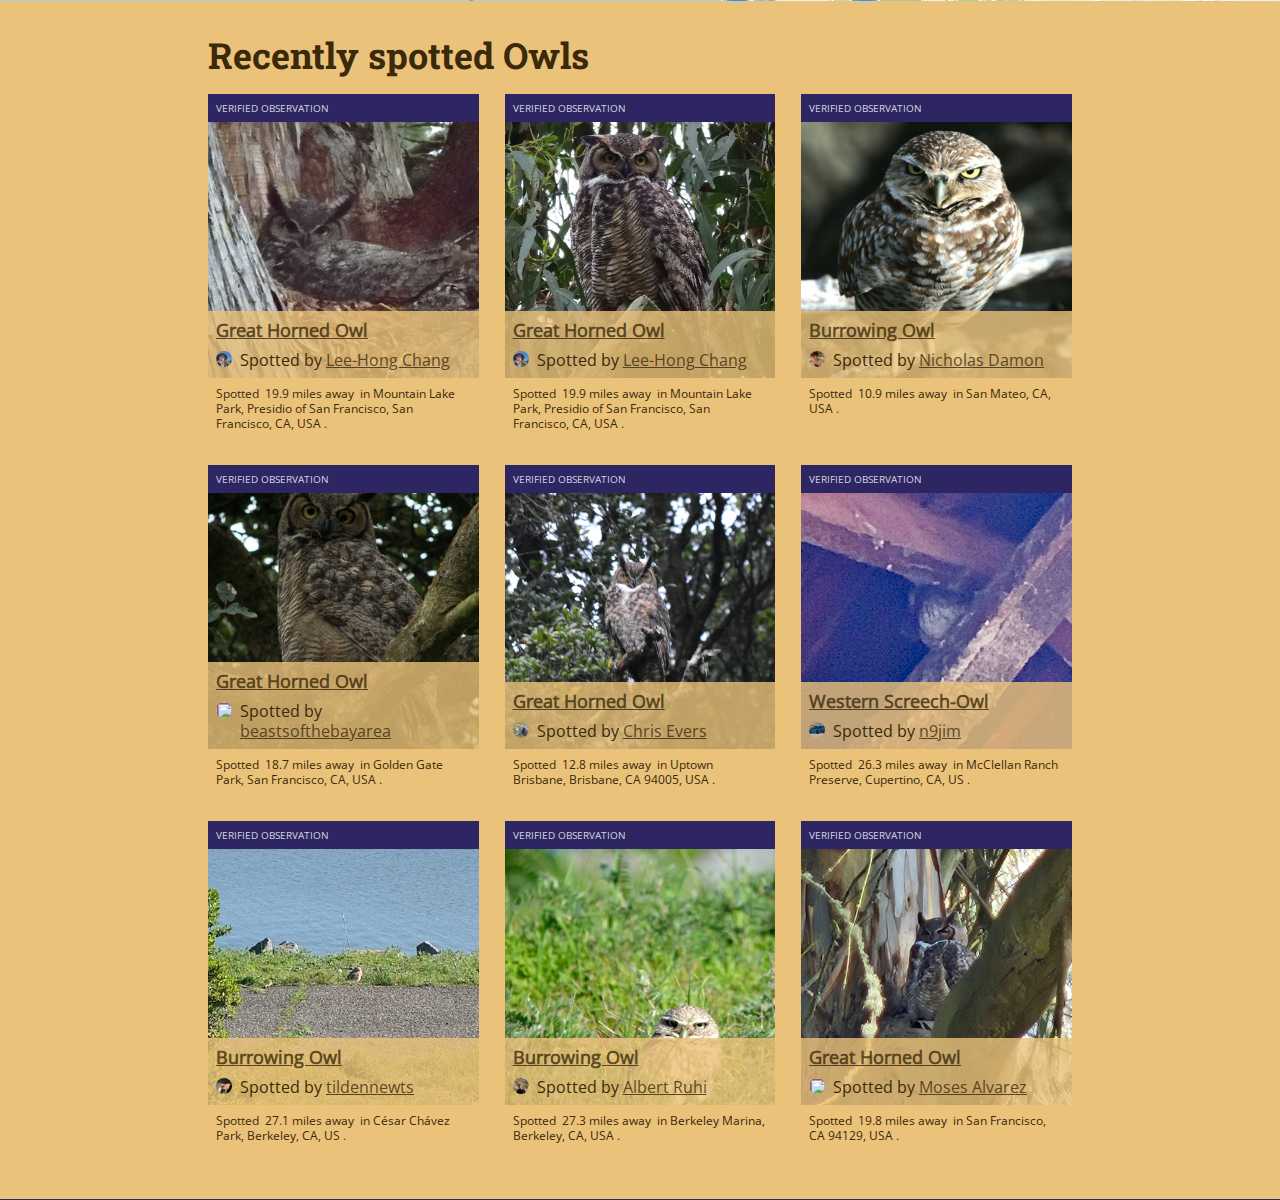 Recently spotted Owls
VERIFIED OBSERVATION
Great Horned Owl
Spotted by Lee-Hong Chang
Spotted 19.9 miles away in Mountain Lake
Park, Presidio of San Francisco, San
Francisco, CA, USA .
VERIFIED OBSERVATION
Great Horned Owl
Spotted by Lee-Hong Chang
Spotted 19.9 miles away in Mountain Lake
Park, Presidio of San Francisco, San
Francisco, CA, USA .
VERIFIED OBSERVATION
Burrowing Owl
Spotted by Nicholas Damon
Spotted 10.9 miles away in San Mateo, CA,
USA .
VERIFIED OBSERVATION
Great Horned Owl
Spotted by
beastsofthebayarea
Spotted 18.7 miles away in Golden Gate
Park, San Francisco, CA, USA .
VERIFIED OBSERVATION
Great Horned Owl
Spotted by Chris Evers
Spotted 12.8 miles away in Uptown
Brisbane, Brisbane, CA 94005, USA .
VERIFIED OBSERVATION
Western Screech-Owl
Spotted by n9jim
Spotted 26.3 miles away in McClellan Ranch
Preserve, Cupertino, CA, US .
VERIFIED OBSERVATION
Burrowing Owl
Spotted by tildennewts
Spotted 27.1 miles away in César Chávez
Park, Berkeley, CA, US .
VERIFIED OBSERVATION
Burrowing Owl
Spotted by Albert Ruhi
Spotted 27.3 miles away in Berkeley Marina,
Berkeley, CA, USA .
VERIFIED OBSERVATION
Great Horned Owl
Spotted by Moses Alvarez
Spotted 19.8 miles away in San Francisco,
CA 94129, USA .